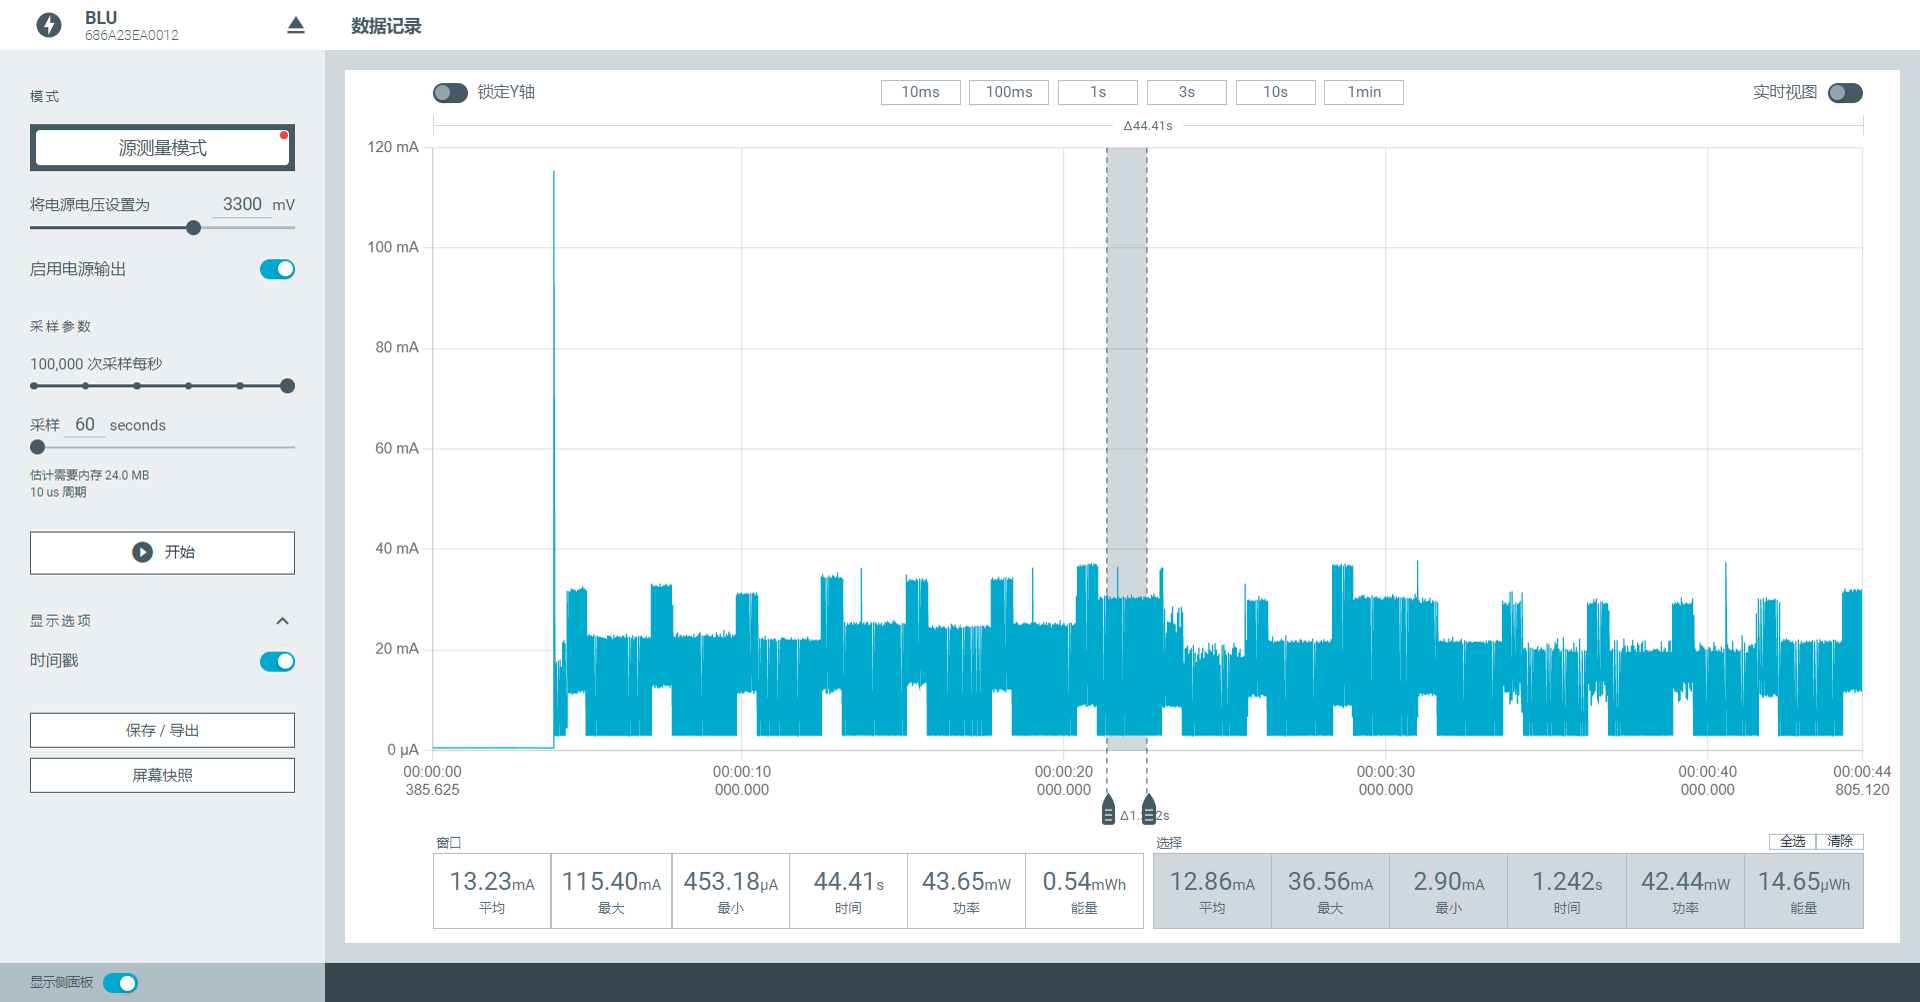 BLU
686A23EA0012
数据记录
模式
源测量模式
将电源电压设置为 3300 mV
启用电源输出
采样参数
100,000 次采样每秒
采样 60 seconds
估计需要内存 24.0 MB
10 us 周期
开始
显示选项
时间戳
保存 / 导出
屏幕快照
显示侧面板
锁定Y轴
10ms 100ms 1s 3s 10s 1min
实时视图
Δ44.41s
120 mA
100 mA
80 mA
60 mA
40 mA
20 mA
0 µA
00:00:00 00:00:10 00:00:20 00:00:30 00:00:40 00:00:44
385.625 000.000 000.000 000.000 000.000 805.120
窗口
13.23mA 115.40mA 453.18µA 44.41s 43.65mW 0.54mWh
平均 最大 最小 时间 功率 能量
选择 全选 清除
12.86mA 36.56mA 2.90mA 1.242s 42.44mW 14.65µWh
平均 最大 最小 时间 功率 能量